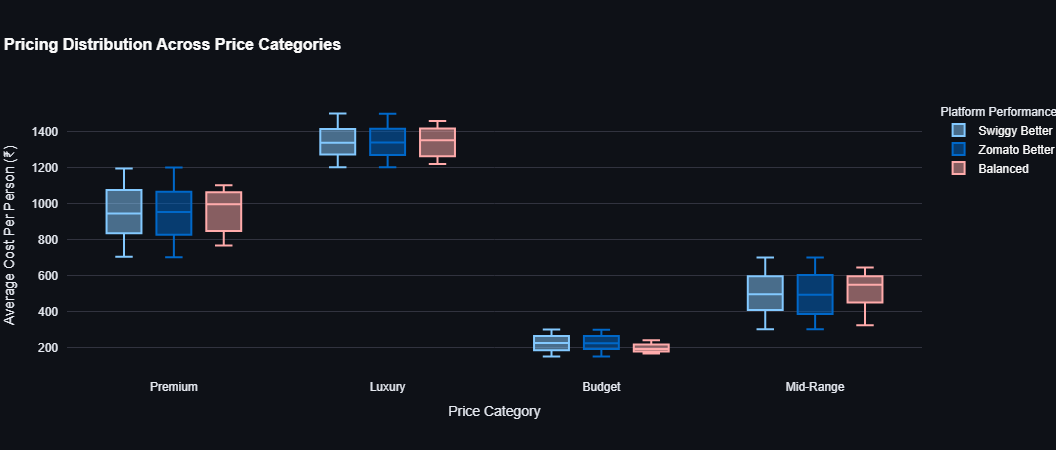 Pricing Distribution Across Price Categories
Platform Performance
Swiggy Better
Zomato Better
Balanced
Average Cost Per Person (₹)
1400
1200
1000
800
600
400
200
Premium
Luxury
Budget
Mid-Range
Price Category